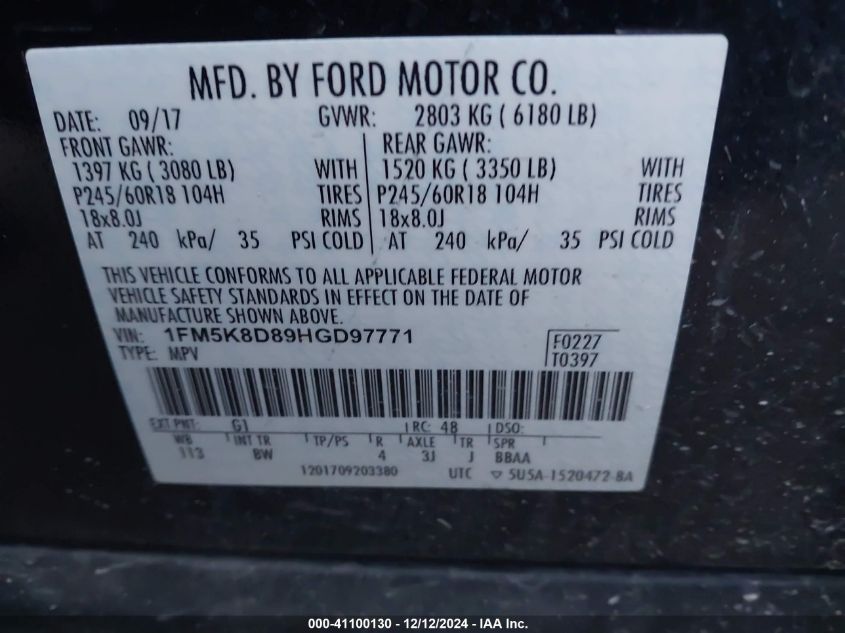 MFD. BY FORD MOTOR CO.
DATE: 09/17 GVWR: 2803 KG ( 6180 LB)
FRONT GAWR: REAR GAWR:
1397 KG ( 3080 LB) WITH 1520 KG ( 3350 LB) WITH
P245/60R18 104H TIRES P245/60R18 104H TIRES
18x8.0J RIMS 18x8.0J RIMS
AT 240 kPa/ 35 PSI COLD AT 240 kPa/ 35 PSI COLD
THIS VEHICLE CONFORMS TO ALL APPLICABLE FEDERAL MOTOR
VEHICLE SAFETY STANDARDS IN EFFECT ON THE DATE OF
MANUFACTURE SHOWN ABOVE.
VIN: 1FM5K8D89HGD97771 F0227
TYPE: MPV T0397
EXT PNT: G1 RC: 48 DSO:
WB INT TR TP/PS R AXLE TR SPR
113 BW 4 3J J BBAA
1201709203380 UTC ▽ 5U5A-1520472-BA
000-41100130 - 12/12/2024 - IAA Inc.